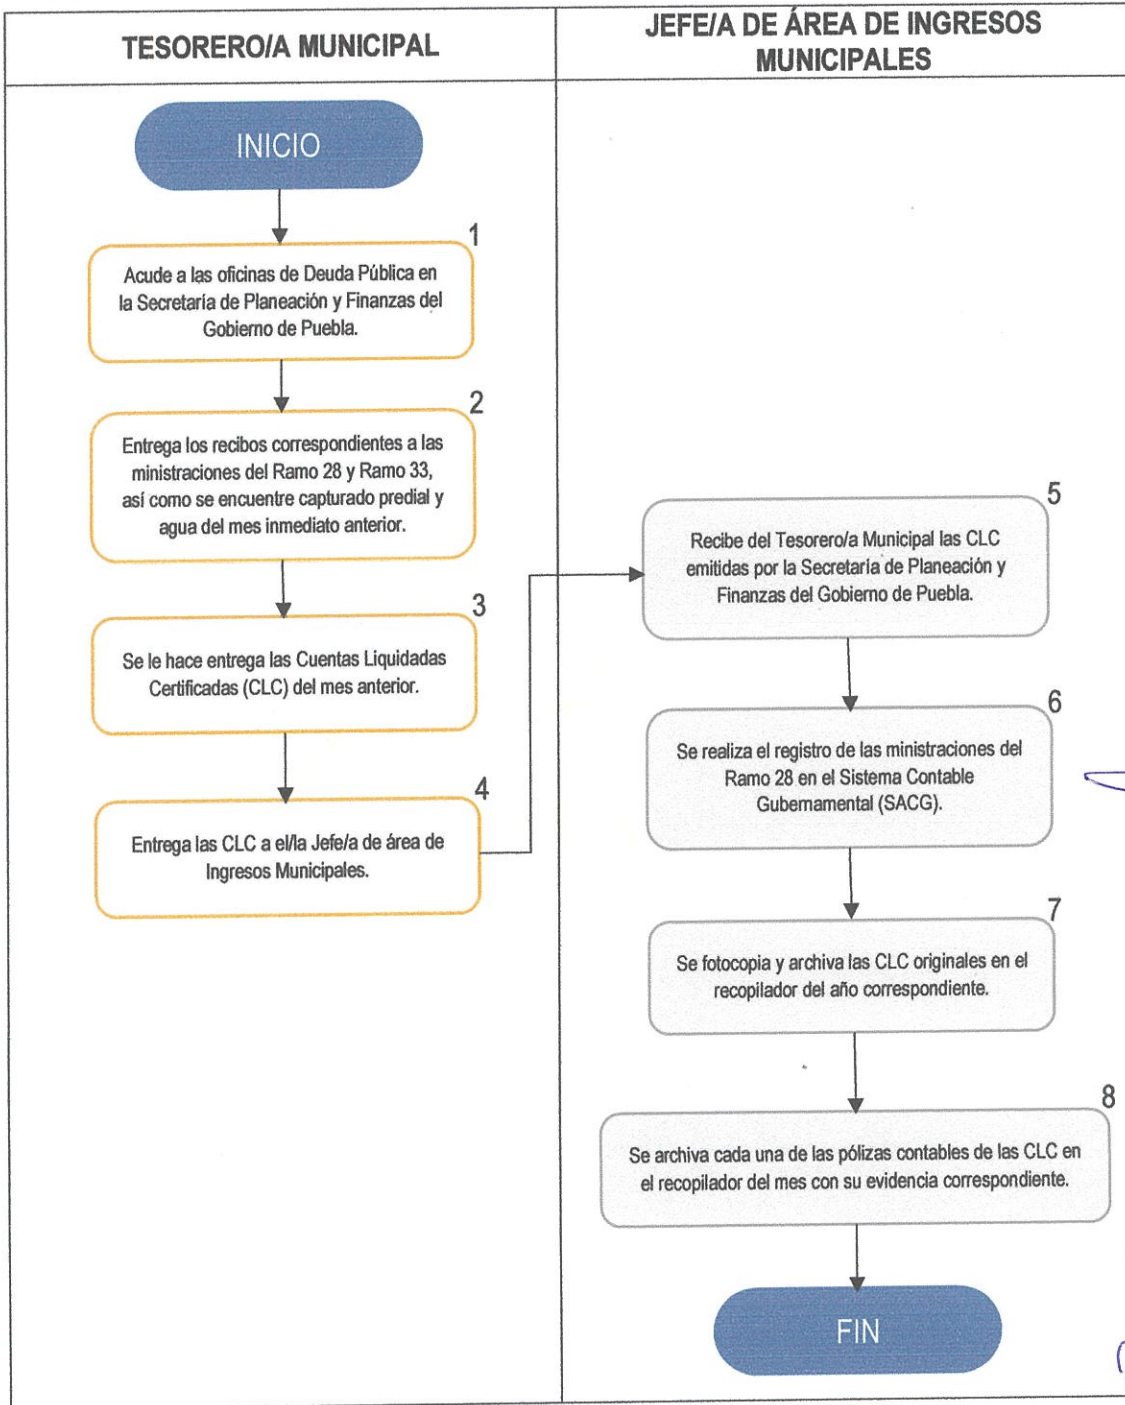 TESORERO/A MUNICIPAL
JEFE/A DE ÁREA DE INGRESOS
MUNICIPALES
INICIO
1
Acude a las oficinas de Deuda Pública en
la Secretaría de Planeación y Finanzas del
Gobierno de Puebla.
2
Entrega los recibos correspondientes a las
ministraciones del Ramo 28 y Ramo 33,
así como se encuentre capturado predial y
agua del mes inmediato anterior.
3
Se le hace entrega las Cuentas Liquidadas
Certificadas (CLC) del mes anterior.
4
Entrega las CLC a el/la Jefe/a de área de
Ingresos Municipales.
5
Recibe del Tesorero/a Municipal las CLC
emitidas por la Secretaría de Planeación y
Finanzas del Gobierno de Puebla.
6
Se realiza el registro de las ministraciones del
Ramo 28 en el Sistema Contable
Gubernamental (SACG).
7
Se fotocopia y archiva las CLC originales en el
recopilador del año correspondiente.
8
Se archiva cada una de las pólizas contables de las CLC en
el recopilador del mes con su evidencia correspondiente.
FIN